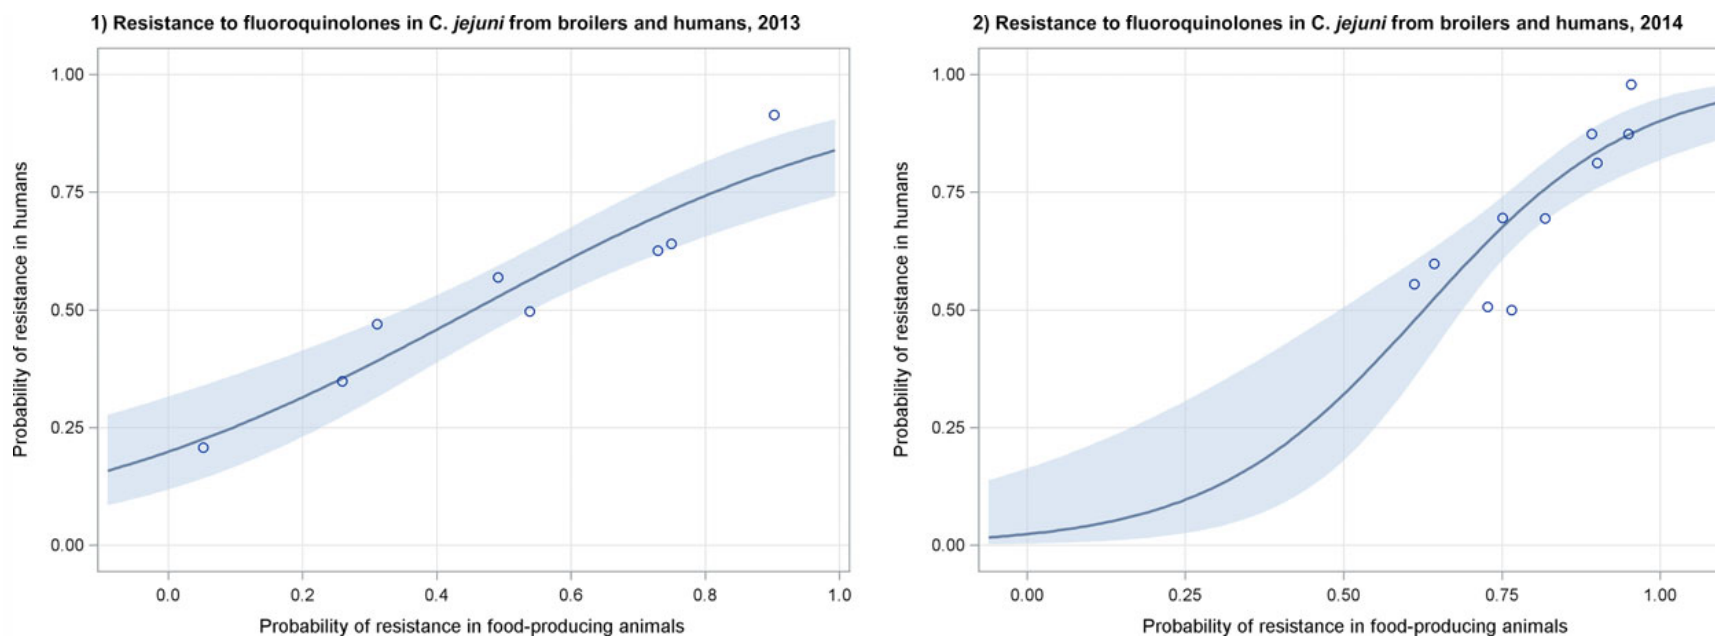 1) Resistance to fluoroquinolones in C. jejuni from broilers and humans, 2013
1.00
0.75
0.50
0.25
0.00
Probability of resistance in humans
0.0 0.2 0.4 0.6 0.8 1.0
Probability of resistance in food-producing animals
2) Resistance to fluoroquinolones in C. jejuni from broilers and humans, 2014
1.00
0.75
0.50
0.25
0.00
Probability of resistance in humans
0.00 0.25 0.50 0.75 1.00
Probability of resistance in food-producing animals